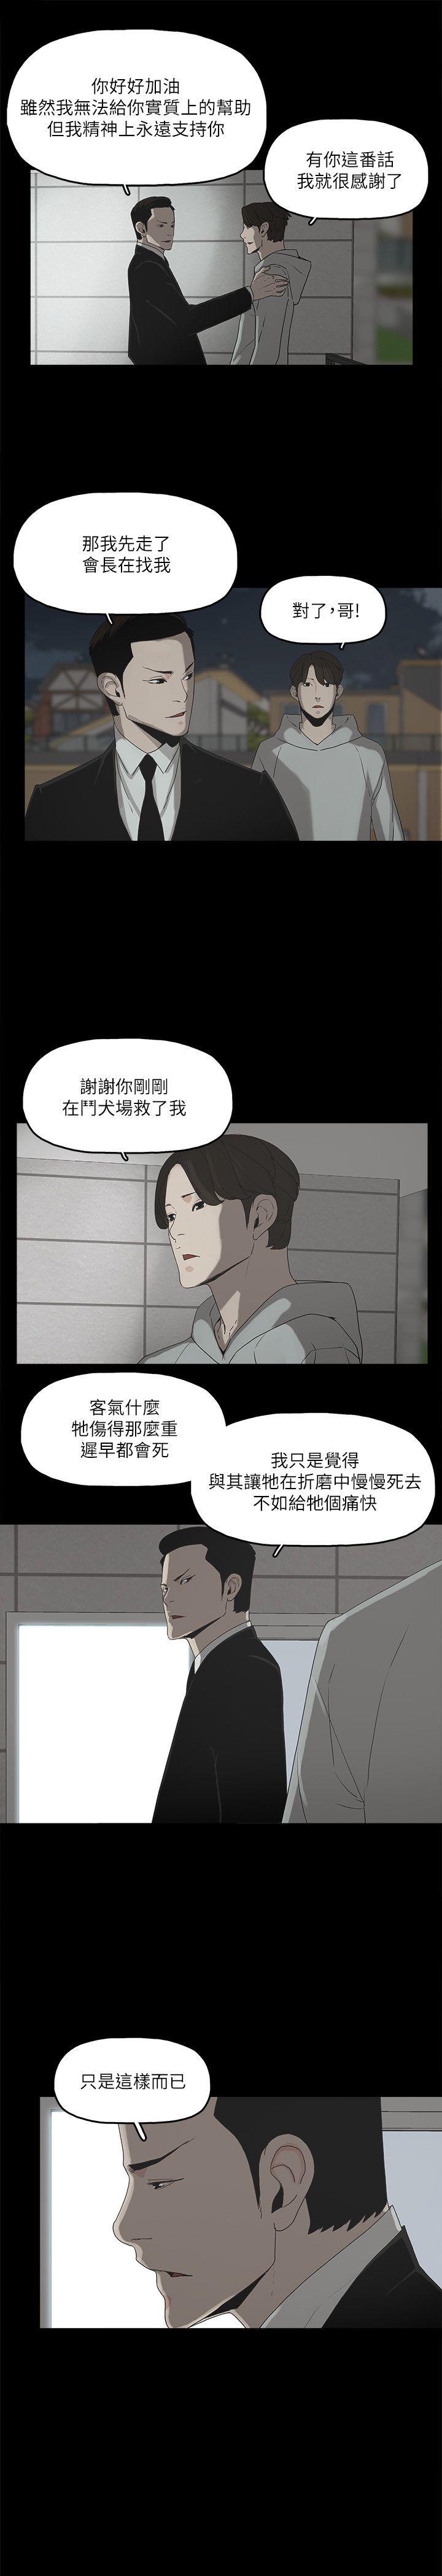 你好好加油
雖然我無法給你實質上的幫助
但我精神上永遠支持你
有你這番話
我就很感謝了
那我先走了
會長在找我
對了，哥!
謝謝你剛剛
在鬥犬場救了我
客氣什麼
牠傷得那麼重
遲早都會死
我只是覺得
與其讓牠在折磨中慢慢死去
不如給牠個痛快
只是這樣而已